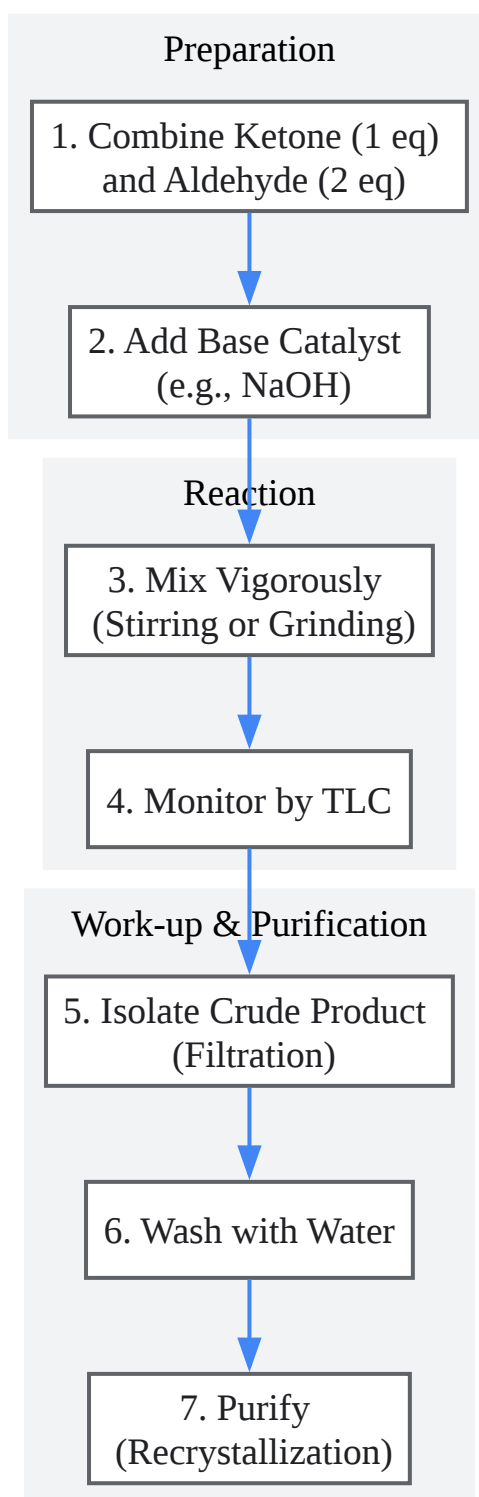 Preparation
1. Combine Ketone (1 eq)
and Aldehyde (2 eq)
2. Add Base Catalyst
(e.g., NaOH)
Reaction
3. Mix Vigorously
(Stirring or Grinding)
4. Monitor by TLC
Work-up & Purification
5. Isolate Crude Product
(Filtration)
6. Wash with Water
7. Purify
(Recrystallization)